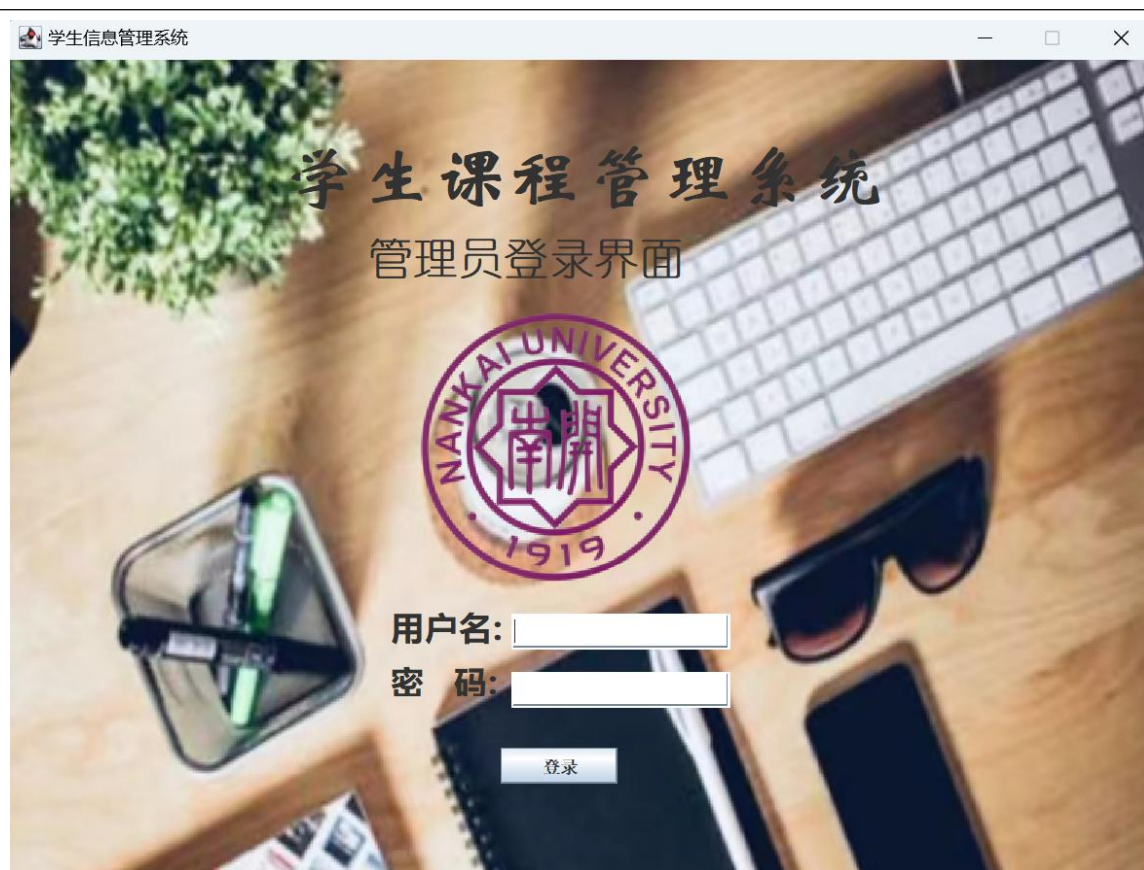 学生信息管理系统
学生课程管理系统
管理员登录界面
NANKAI UNIVERSITY
南開
1919
用户名:
密 码:
登录